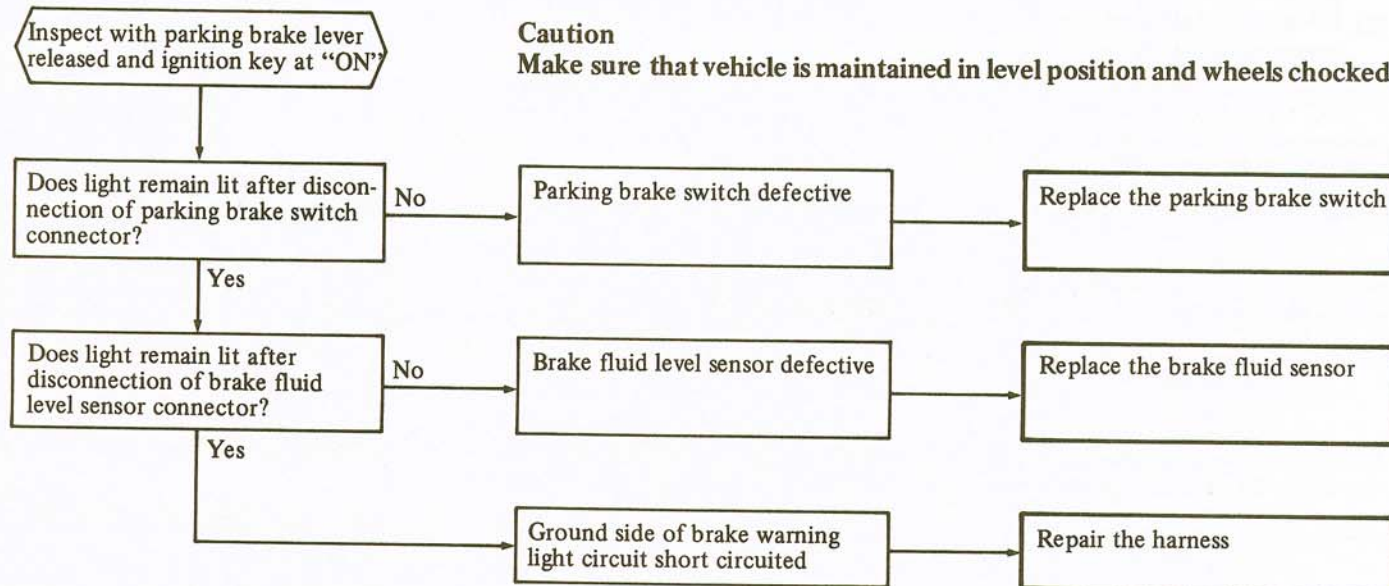 Inspect with parking brake lever
released and ignition key at “ON”
Caution
Make sure that vehicle is maintained in level position and wheels chocked
Does light remain lit after discon-
nection of parking brake switch
connector?
No
Parking brake switch defective
Replace the parking brake switch
Yes
Does light remain lit after
disconnection of brake fluid
level sensor connector?
No
Brake fluid level sensor defective
Replace the brake fluid sensor
Yes
Ground side of brake warning
light circuit short circuited
Repair the harness